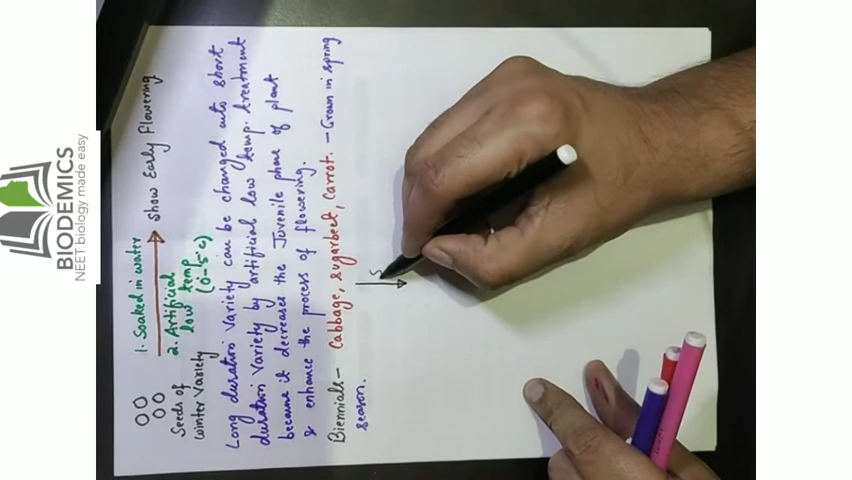 BIODEMICS
NEET biology made easy
1. Soaked in water
2. Artificial
low temp
(0-5°c)
Seeds of
winter Variety
Show Early flowering
Long duration variety can be changed into short
duration variety by artificial low temp. treatment
because it decreases the Juvenile phase of plant
& enhance the process of flowering.
Biennials - Cabbage, sugarbeet, Carrot. - Grown in spring
season.
S